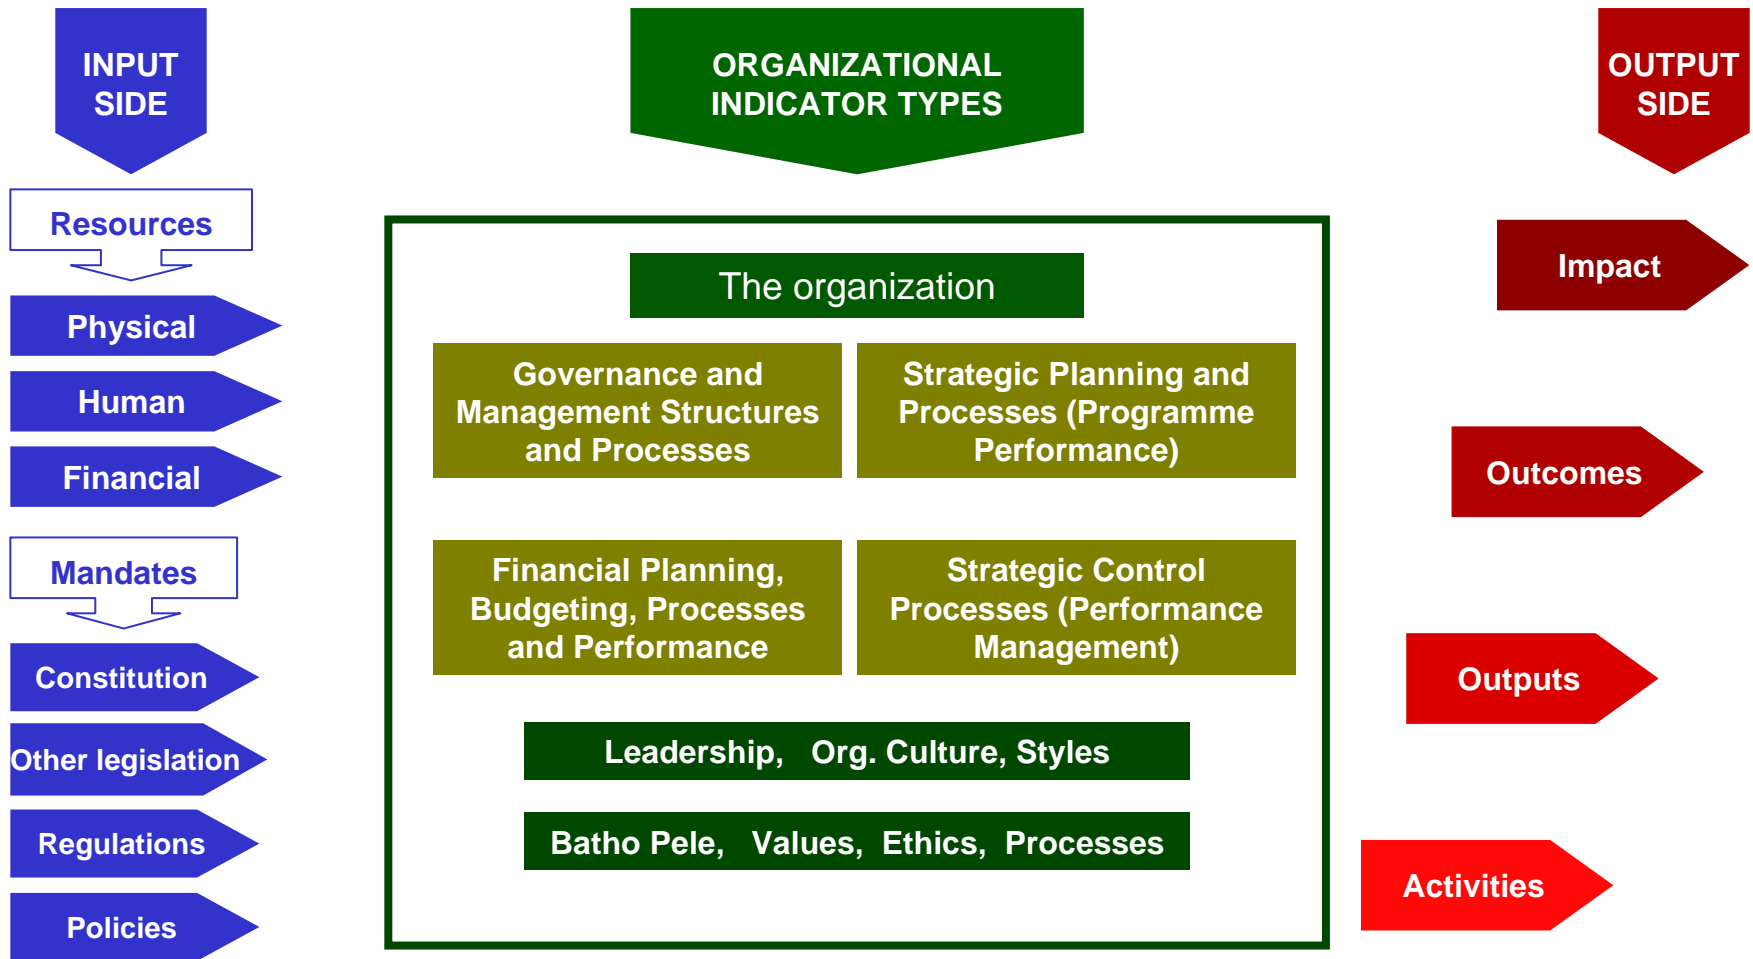 INPUT
SIDE
Resources
Physical
Human
Financial
Mandates
Constitution
Other legislation
Regulations
Policies
ORGANIZATIONAL
INDICATOR TYPES
The organization
Governance and
Management Structures
and Processes
Strategic Planning and
Processes (Programme
Performance)
Financial Planning,
Budgeting, Processes
and Performance
Strategic Control
Processes (Performance
Management)
Leadership, Org. Culture, Styles
Batho Pele, Values, Ethics, Processes
OUTPUT
SIDE
Impact
Outcomes
Outputs
Activities